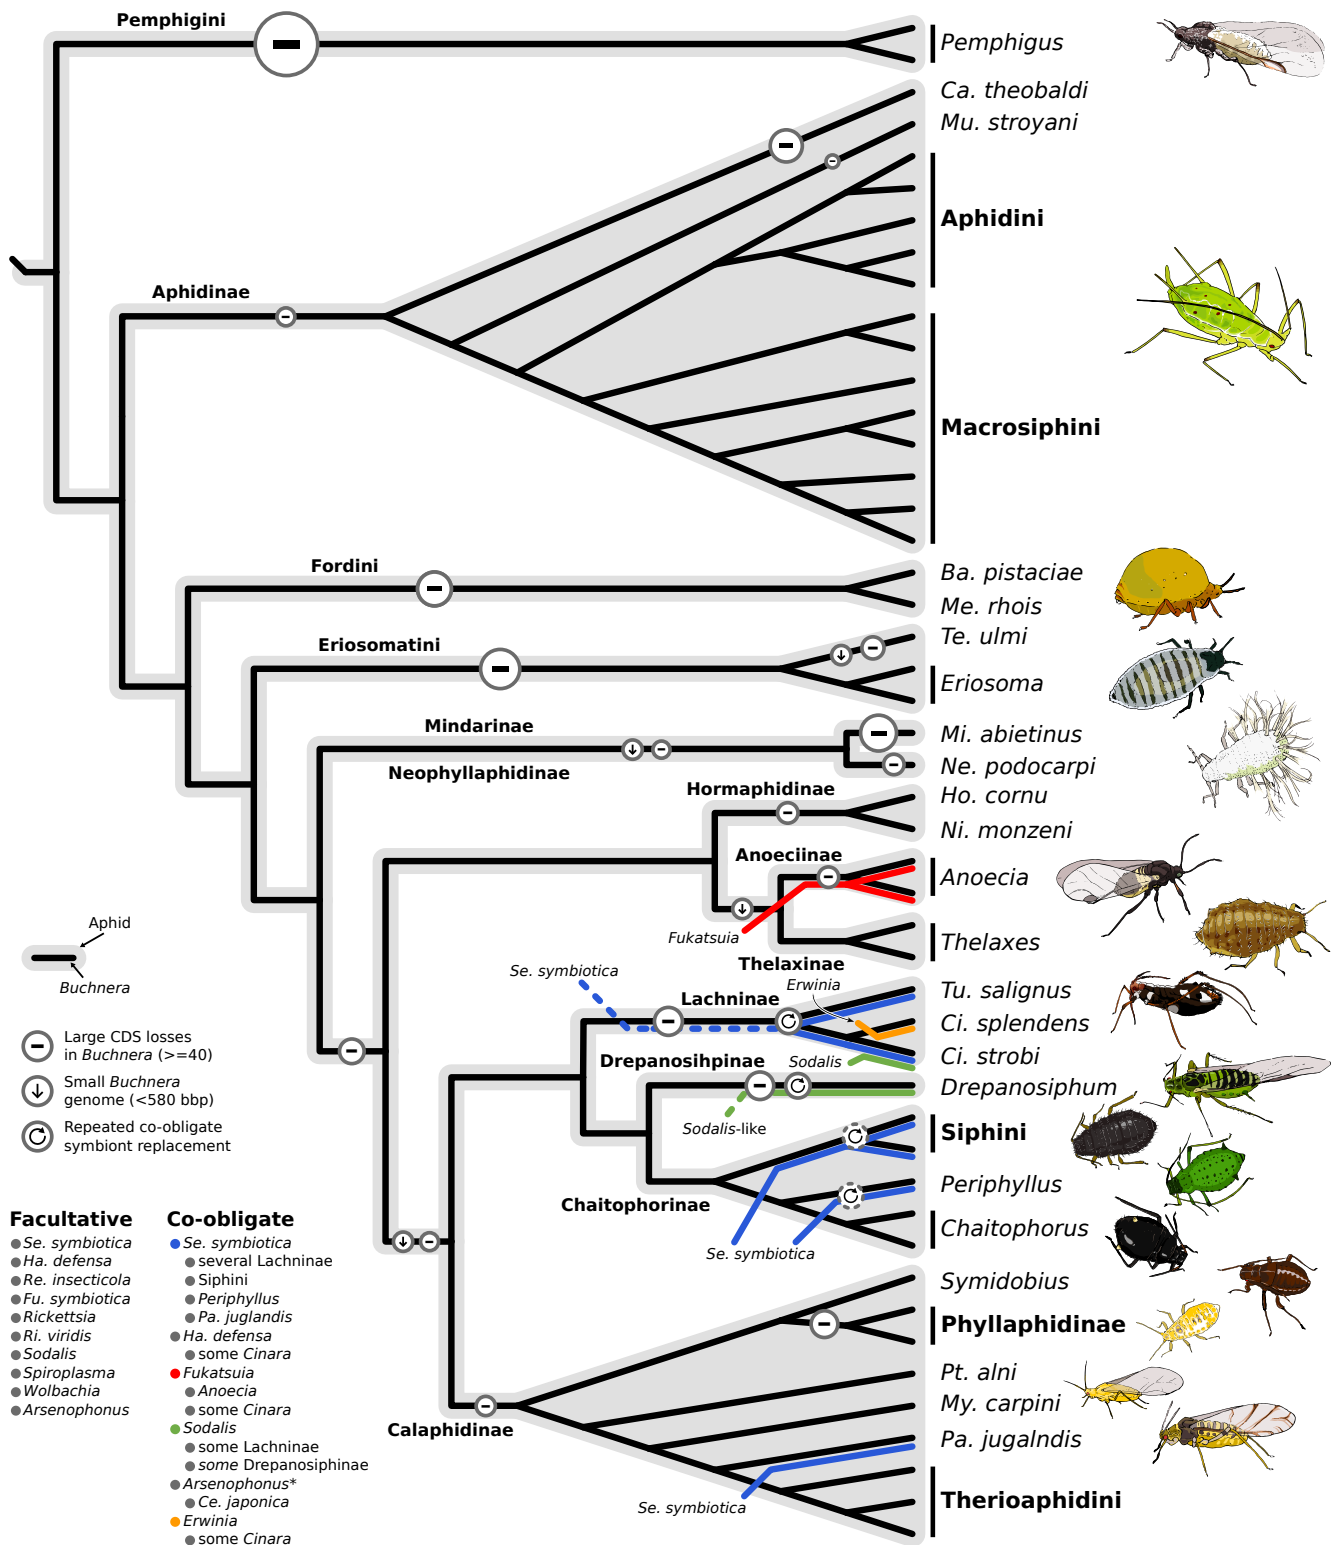 Pemphigini
Pemphigus
Ca. theobaldi
Mu. stroyani
Aphidini
Aphidinae
Macrosiphini
Fordini
Ba. pistaciae
Me. rhois
Te. ulmi
Eriosomatini
Eriosoma
Mindarinae
Mi. abietinus
Neophyllaphidinae
Ne. podocarpi
Hormaphidinae
Ho. cornu
Ni. monzeni
Anoeciinae
Anoecia
Fukatsuia
Thelaxes
Thelaxinae
Aphid
Buchnera
Se. symbiotica
Erwinia
Lachninae
Tu. salignus
Ci. splendens
Sodalis
Ci. strobi
Drepanosihpinae
Drepanosiphum
Sodalis-like
Siphini
Periphyllus
Chaitophorinae
Chaitophorus
Se. symbiotica
Symidobius
Phyllaphidinae
Pt. alni
My. carpini
Calaphidinae
Pa. jugalndis
Se. symbiotica
Therioaphidini
Large CDS losses
in Buchnera (>=40)
Small Buchnera
genome (<580 bbp)
Repeated co-obligate
symbiont replacement
Facultative
Se. symbiotica
Ha. defensa
Re. insecticola
Fu. symbiotica
Rickettsia
Ri. viridis
Sodalis
Spiroplasma
Wolbachia
Arsenophonus
Co-obligate
Se. symbiotica
several Lachninae
Siphini
Periphyllus
Pa. juglandis
Ha. defensa
some Cinara
Fukatsuia
Anoecia
some Cinara
Sodalis
some Lachninae
some Drepanosiphinae
Arsenophonus*
Ce. japonica
Erwinia
some Cinara